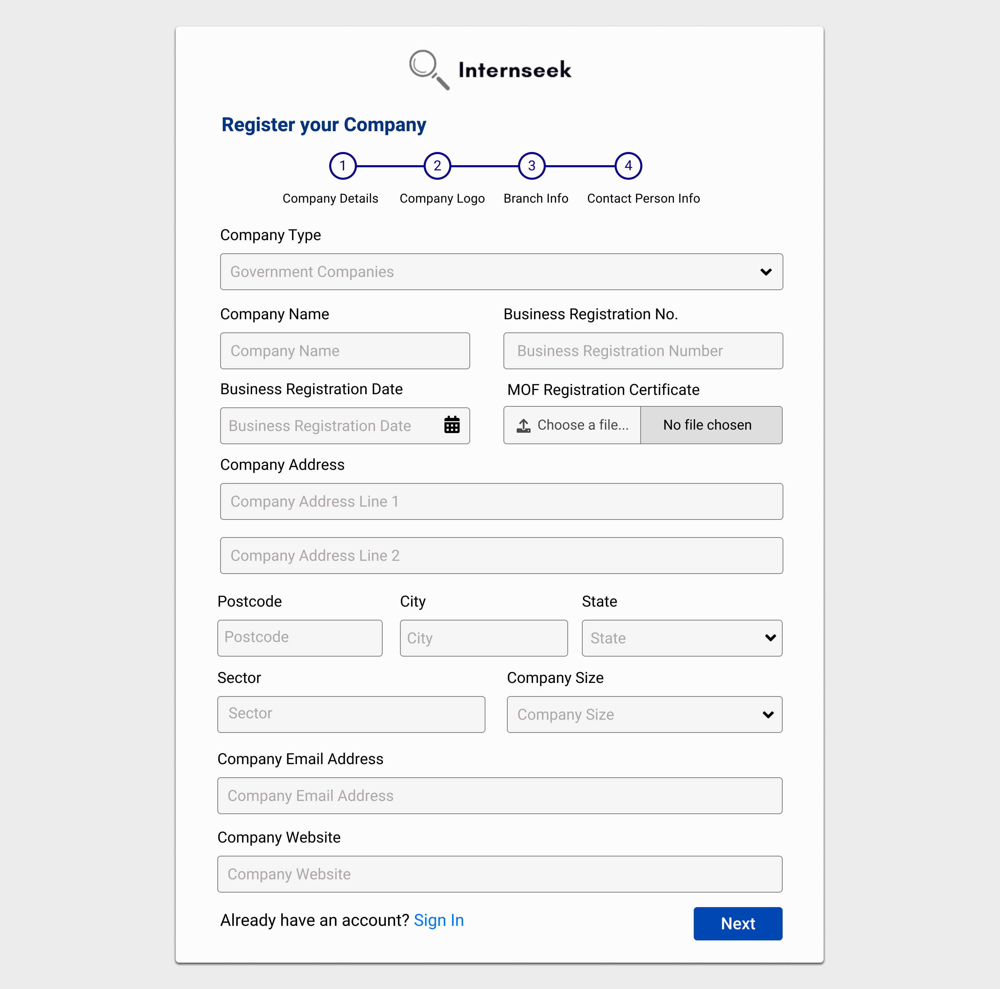 Internseek
Register your Company
1 2 3 4
Company Details Company Logo Branch Info Contact Person Info
Company Type
Government Companies
Company Name Business Registration No.
Company Name Business Registration Number
Business Registration Date MOF Registration Certificate
Business Registration Date Choose a file... No file chosen
Company Address
Company Address Line 1
Company Address Line 2
Postcode City State
Postcode City State
Sector Company Size
Sector Company Size
Company Email Address
Company Email Address
Company Website
Company Website
Already have an account? Sign In Next